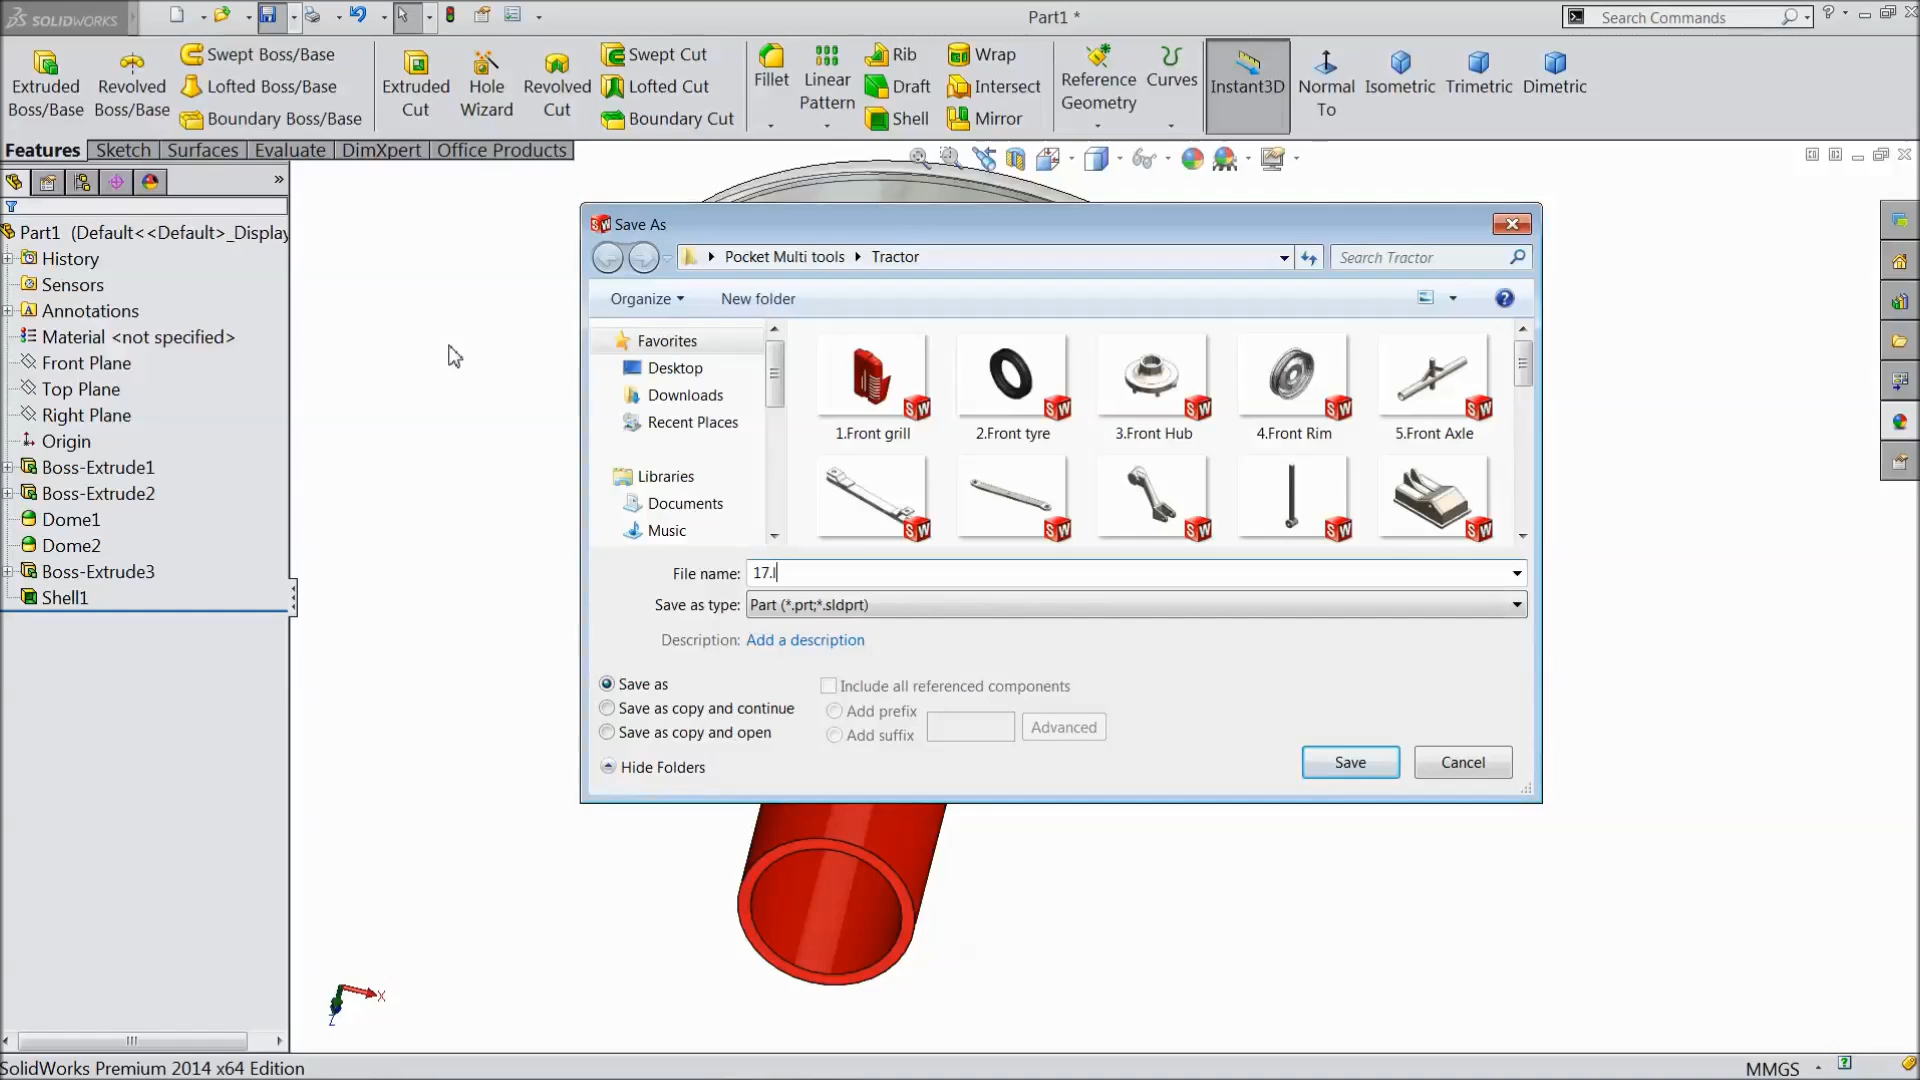 SOLIDWORKS
Part1 *
Search Commands
Extruded Boss/Base
Revolved Boss/Base
Swept Boss/Base
Lofted Boss/Base
Boundary Boss/Base
Extruded Cut
Hole Wizard
Revolved Cut
Swept Cut
Lofted Cut
Boundary Cut
Fillet
Linear Pattern
Rib
Draft
Shell
Wrap
Intersect
Mirror
Reference Geometry
Curves
Instant3D
Normal To
Isometric
Trimetric
Dimetric
Features Sketch Surfaces Evaluate DimXpert Office Products
Part1 (Default<<Default>_Display
History
Sensors
Annotations
Material <not specified>
Front Plane
Top Plane
Right Plane
Origin
Boss-Extrude1
Boss-Extrude2
Dome1
Dome2
Boss-Extrude3
Shell1
Save As
Pocket Multi tools Tractor
Search Tractor
Organize New folder
Favorites
Desktop
Downloads
Recent Places
Libraries
Documents
Music
1.Front grill 2.Front tyre 3.Front Hub 4.Front Rim 5.Front Axle
File name: 17.l
Save as type: Part (*.prt;*.sldprt)
Description: Add a description
Save as
Save as copy and continue
Save as copy and open
Include all referenced components
Add prefix
Add suffix
Advanced
Hide Folders
Save
Cancel
X
Z
SolidWorks Premium 2014 x64 Edition
MMGS